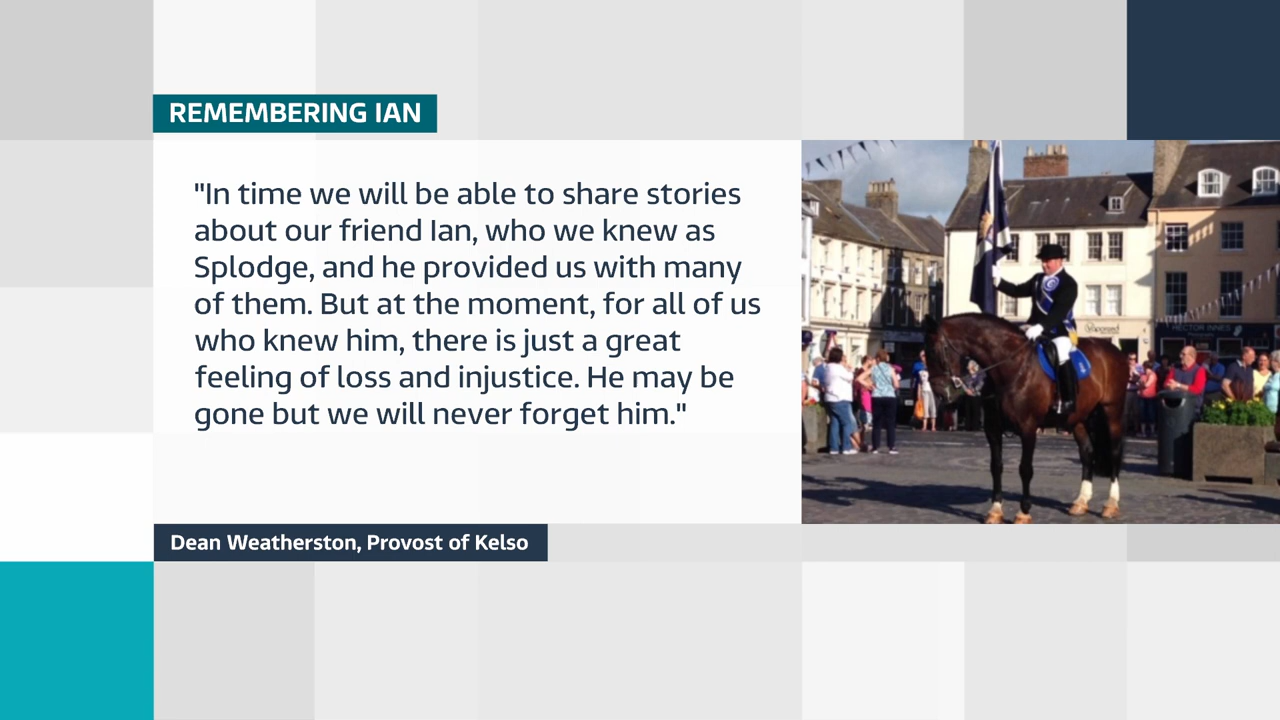 REMEMBERING IAN
"In time we will be able to share stories
about our friend Ian, who we knew as
Splodge, and he provided us with many
of them. But at the moment, for all of us
who knew him, there is just a great
feeling of loss and injustice. He may be
gone but we will never forget him."
Dean Weatherston, Provost of Kelso
HECTOR INNES